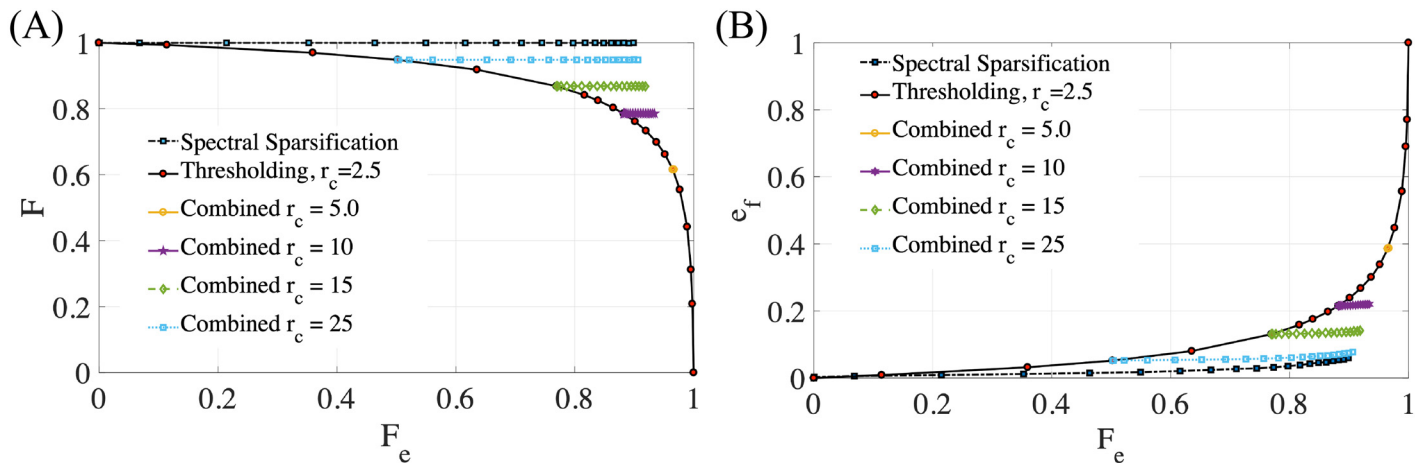 (A)
F
1
0.8
0.6
0.4
0.2
0
0
0.2
0.4
0.6
0.8
1
F_e
Spectral Sparsification
Thresholding, r_c=2.5
Combined r_c = 5.0
Combined r_c = 10
Combined r_c = 15
Combined r_c = 25
(B)
e_f
1
0.8
0.6
0.4
0.2
0
0
0.2
0.4
0.6
0.8
1
F_e
Spectral Sparsification
Thresholding, r_c=2.5
Combined r_c = 5.0
Combined r_c = 10
Combined r_c = 15
Combined r_c = 25